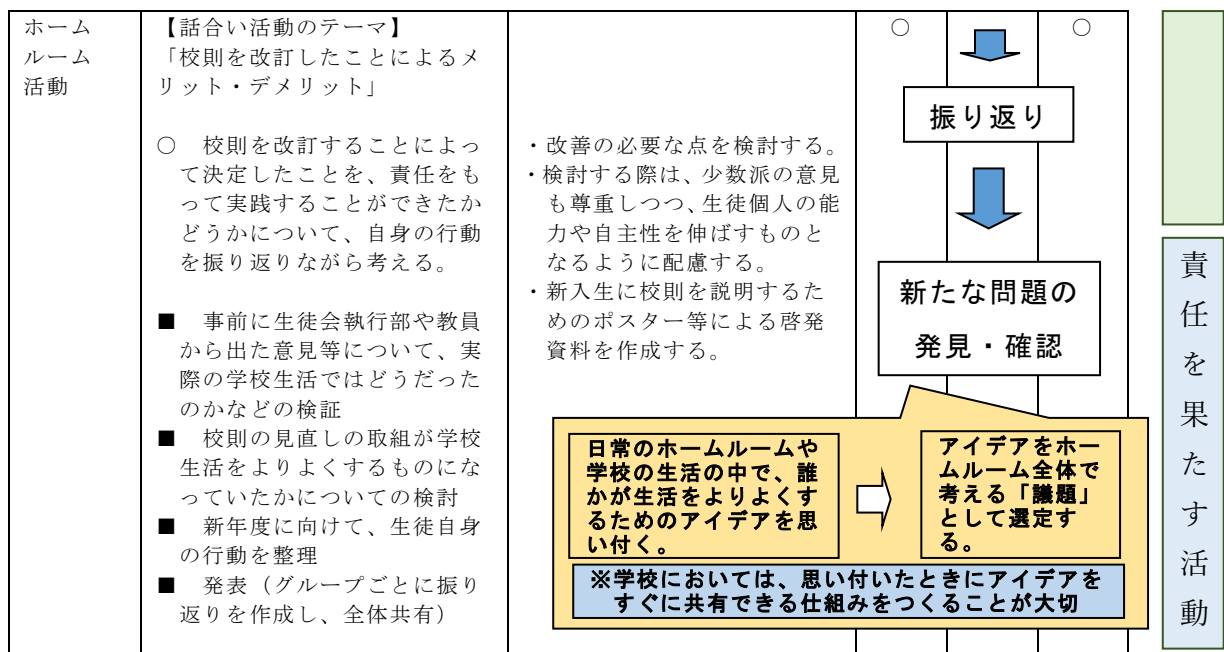 ホーム
ルーム
活動
【話合い活動のテーマ】
「校則を改訂したことによるメ
リット・デメリット」
○　校則を改訂することによっ
て決定したことを、責任をも
って実践することができたか
どうかについて、自身の行動
を振り返りながら考える。
■　事前に生徒会執行部や教員
から出た意見等について、実
際の学校生活ではどうだった
のかなどの検証
■　校則の見直しの取組が学校
生活をよりよくするものにな
っていたかについての検討
■　新年度に向けて、生徒自身
の行動を整理
■　発表（グループごとに振り
返りを作成し、全体共有）
・改善の必要な点を検討する。
・検討する際は、少数派の意見
も尊重しつつ、生徒個人の能
力や自主性を伸ばすものと
なるように配慮する。
・新入生に校則を説明するた
めのポスター等による啓発
資料を作成する。
○
○
振り返り
新たな問題の
発見・確認
日常のホームルームや
学校の生活の中で、誰
かが生活をよりよくす
るためのアイデアを思
い付く。
アイデアをホー
ムルーム全体で
考える「議題」
として選定す
る。
※学校においては、思い付いたときにアイデアを
すぐに共有できる仕組みをつくることが大切
責任を果たす活動